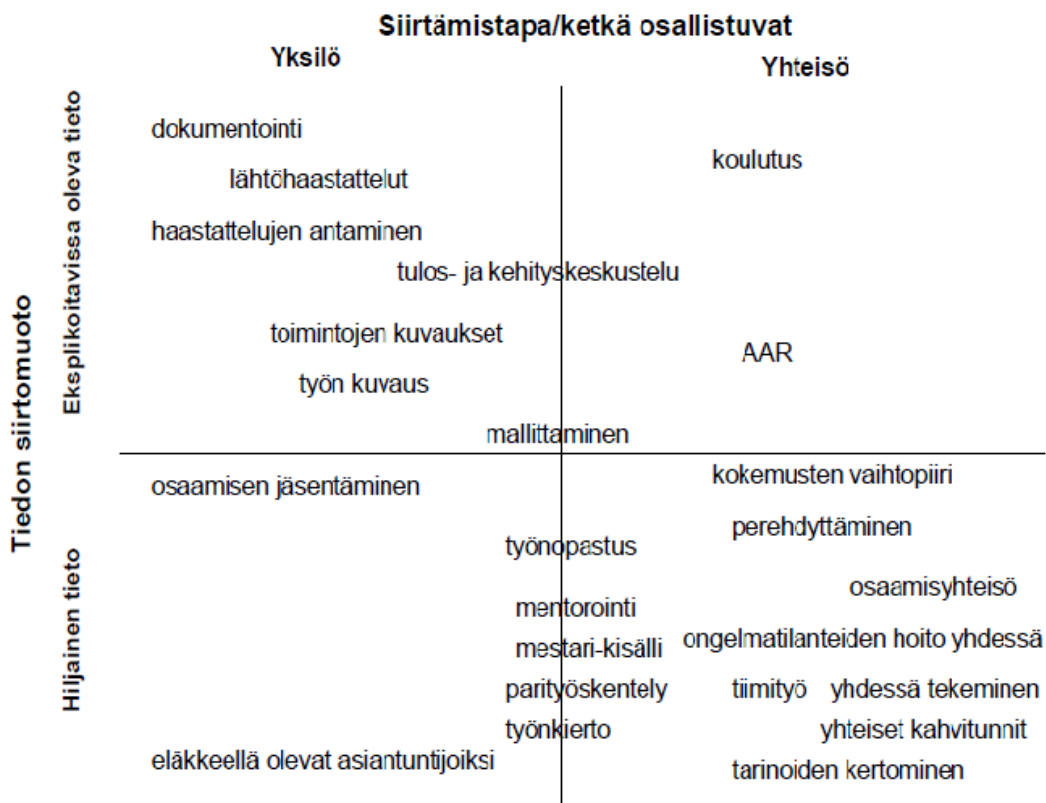 Siirtämistapa/ketkä osallistuvat
Yksilö
Yhteisö
Tiedon siirtomuoto
Eksplikoitavissa oleva tieto
dokumentointi
koulutus
lähtöhaastattelut
haastattelujen antaminen
tulos- ja kehityskeskustelu
toimintojen kuvaukset
AAR
työn kuvaus
mallittaminen
Hiljainen tieto
osaamisen jäsentäminen
kokemusten vaihtopiiri
perehdyttäminen
työnopastus
osaamisyhteisö
mentorointi
mestari-kisälli
ongelmatilanteiden hoito yhdessä
parityöskentely
tiimityö
yhdessä tekeminen
työnkierto
yhteiset kahvitunnit
eläkkeellä olevat asiantuntijoiksi
tarinoiden kertominen